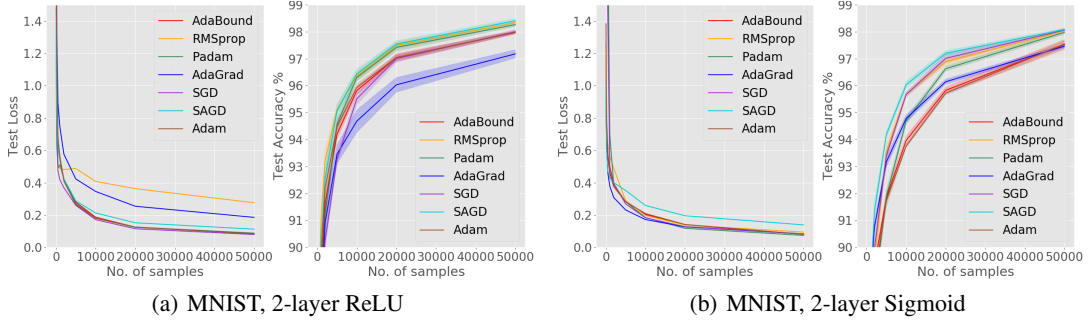 1.4
1.2
1.0
0.8
0.6
0.4
0.2
0.0
Test Loss
0 10000 20000 30000 40000 50000
No. of samples
AdaBound
RMSprop
Padam
AdaGrad
SGD
SAGD
Adam
99
98
97
96
95
94
93
92
91
90
Test Accuracy %
0 10000 20000 30000 40000 50000
No. of samples
AdaBound
RMSprop
Padam
AdaGrad
SGD
SAGD
Adam
(a) MNIST, 2-layer ReLU
1.4
1.2
1.0
0.8
0.6
0.4
0.2
0.0
Test Loss
0 10000 20000 30000 40000 50000
No. of samples
AdaBound
RMSprop
Padam
AdaGrad
SGD
SAGD
Adam
99
98
97
96
95
94
93
92
91
90
Test Accuracy %
0 10000 20000 30000 40000 50000
No. of samples
AdaBound
RMSprop
Padam
AdaGrad
SGD
SAGD
Adam
(b) MNIST, 2-layer Sigmoid